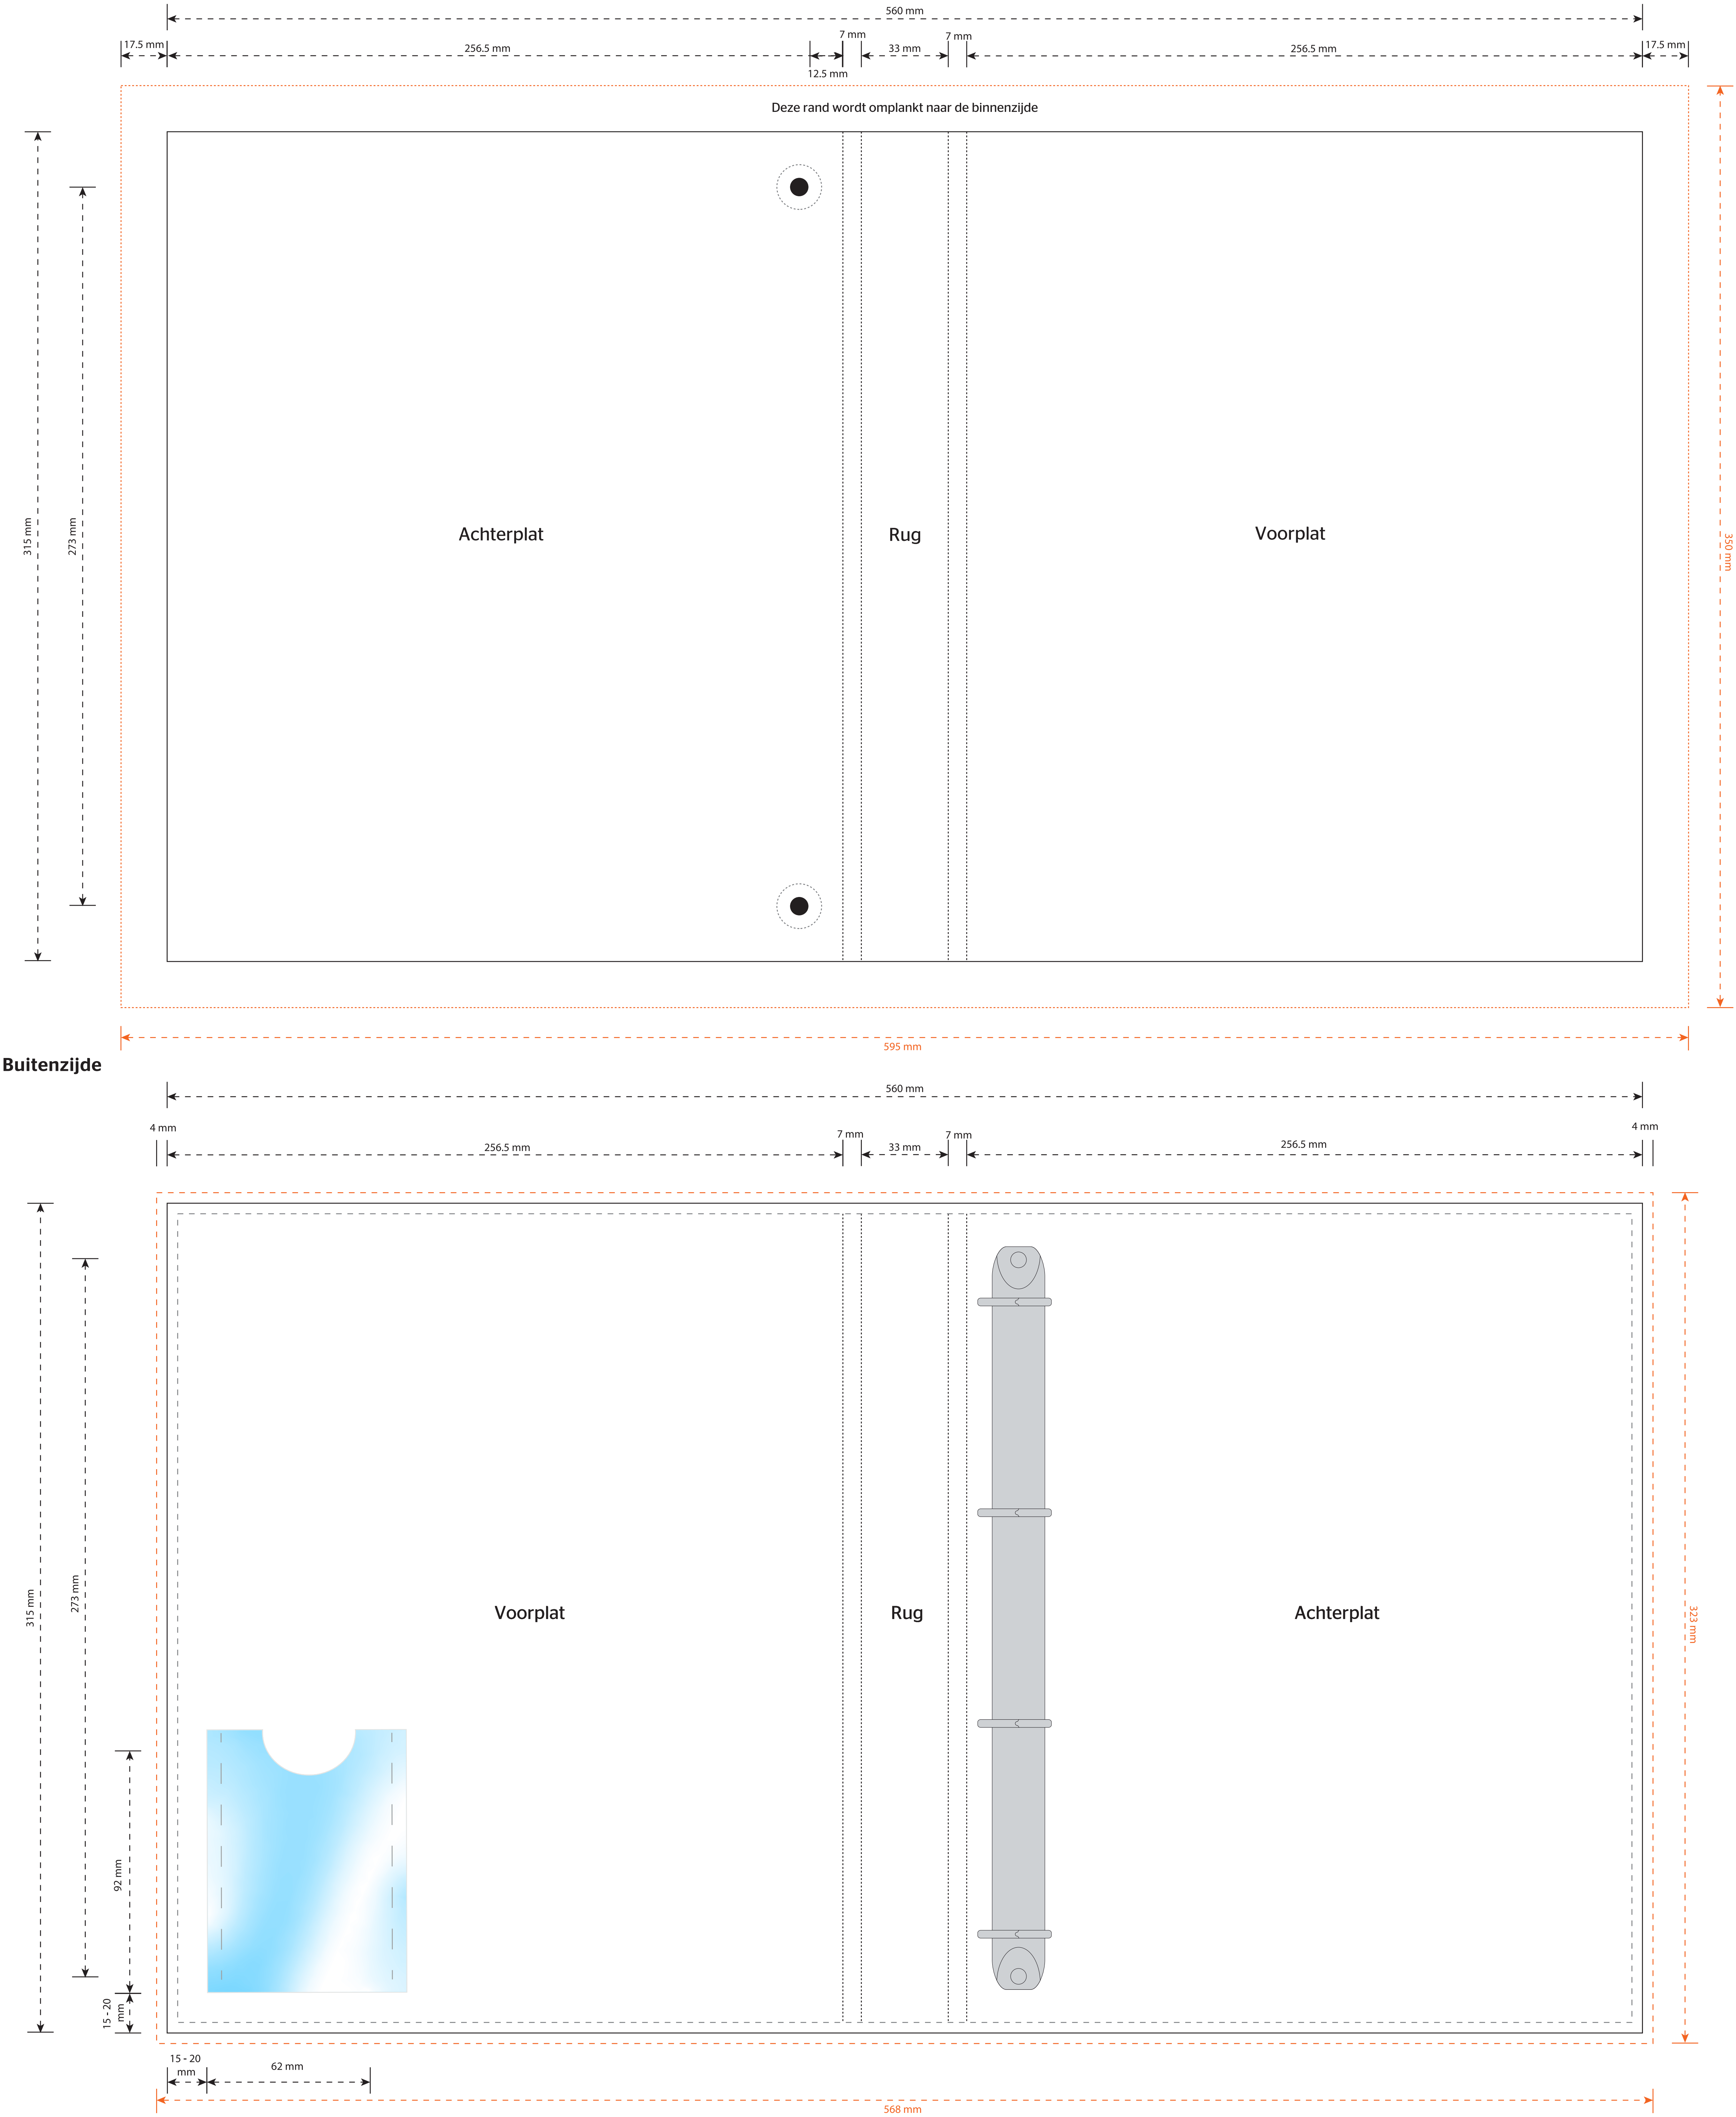 560 mm
17.5 mm
256.5 mm
7 mm
33 mm
7 mm
256.5 mm
17.5 mm
12.5 mm
Deze rand wordt omplankt naar de binnenzijde
315 mm
273 mm
Achterplat
Rug
Voorplat
350 mm
595 mm
Buitenzijde
560 mm
4 mm
256.5 mm
7 mm
33 mm
7 mm
256.5 mm
4 mm
315 mm
273 mm
Voorplat
Rug
Achterplat
323 mm
92 mm
15 - 20
mm
15 - 20
mm
62 mm
568 mm